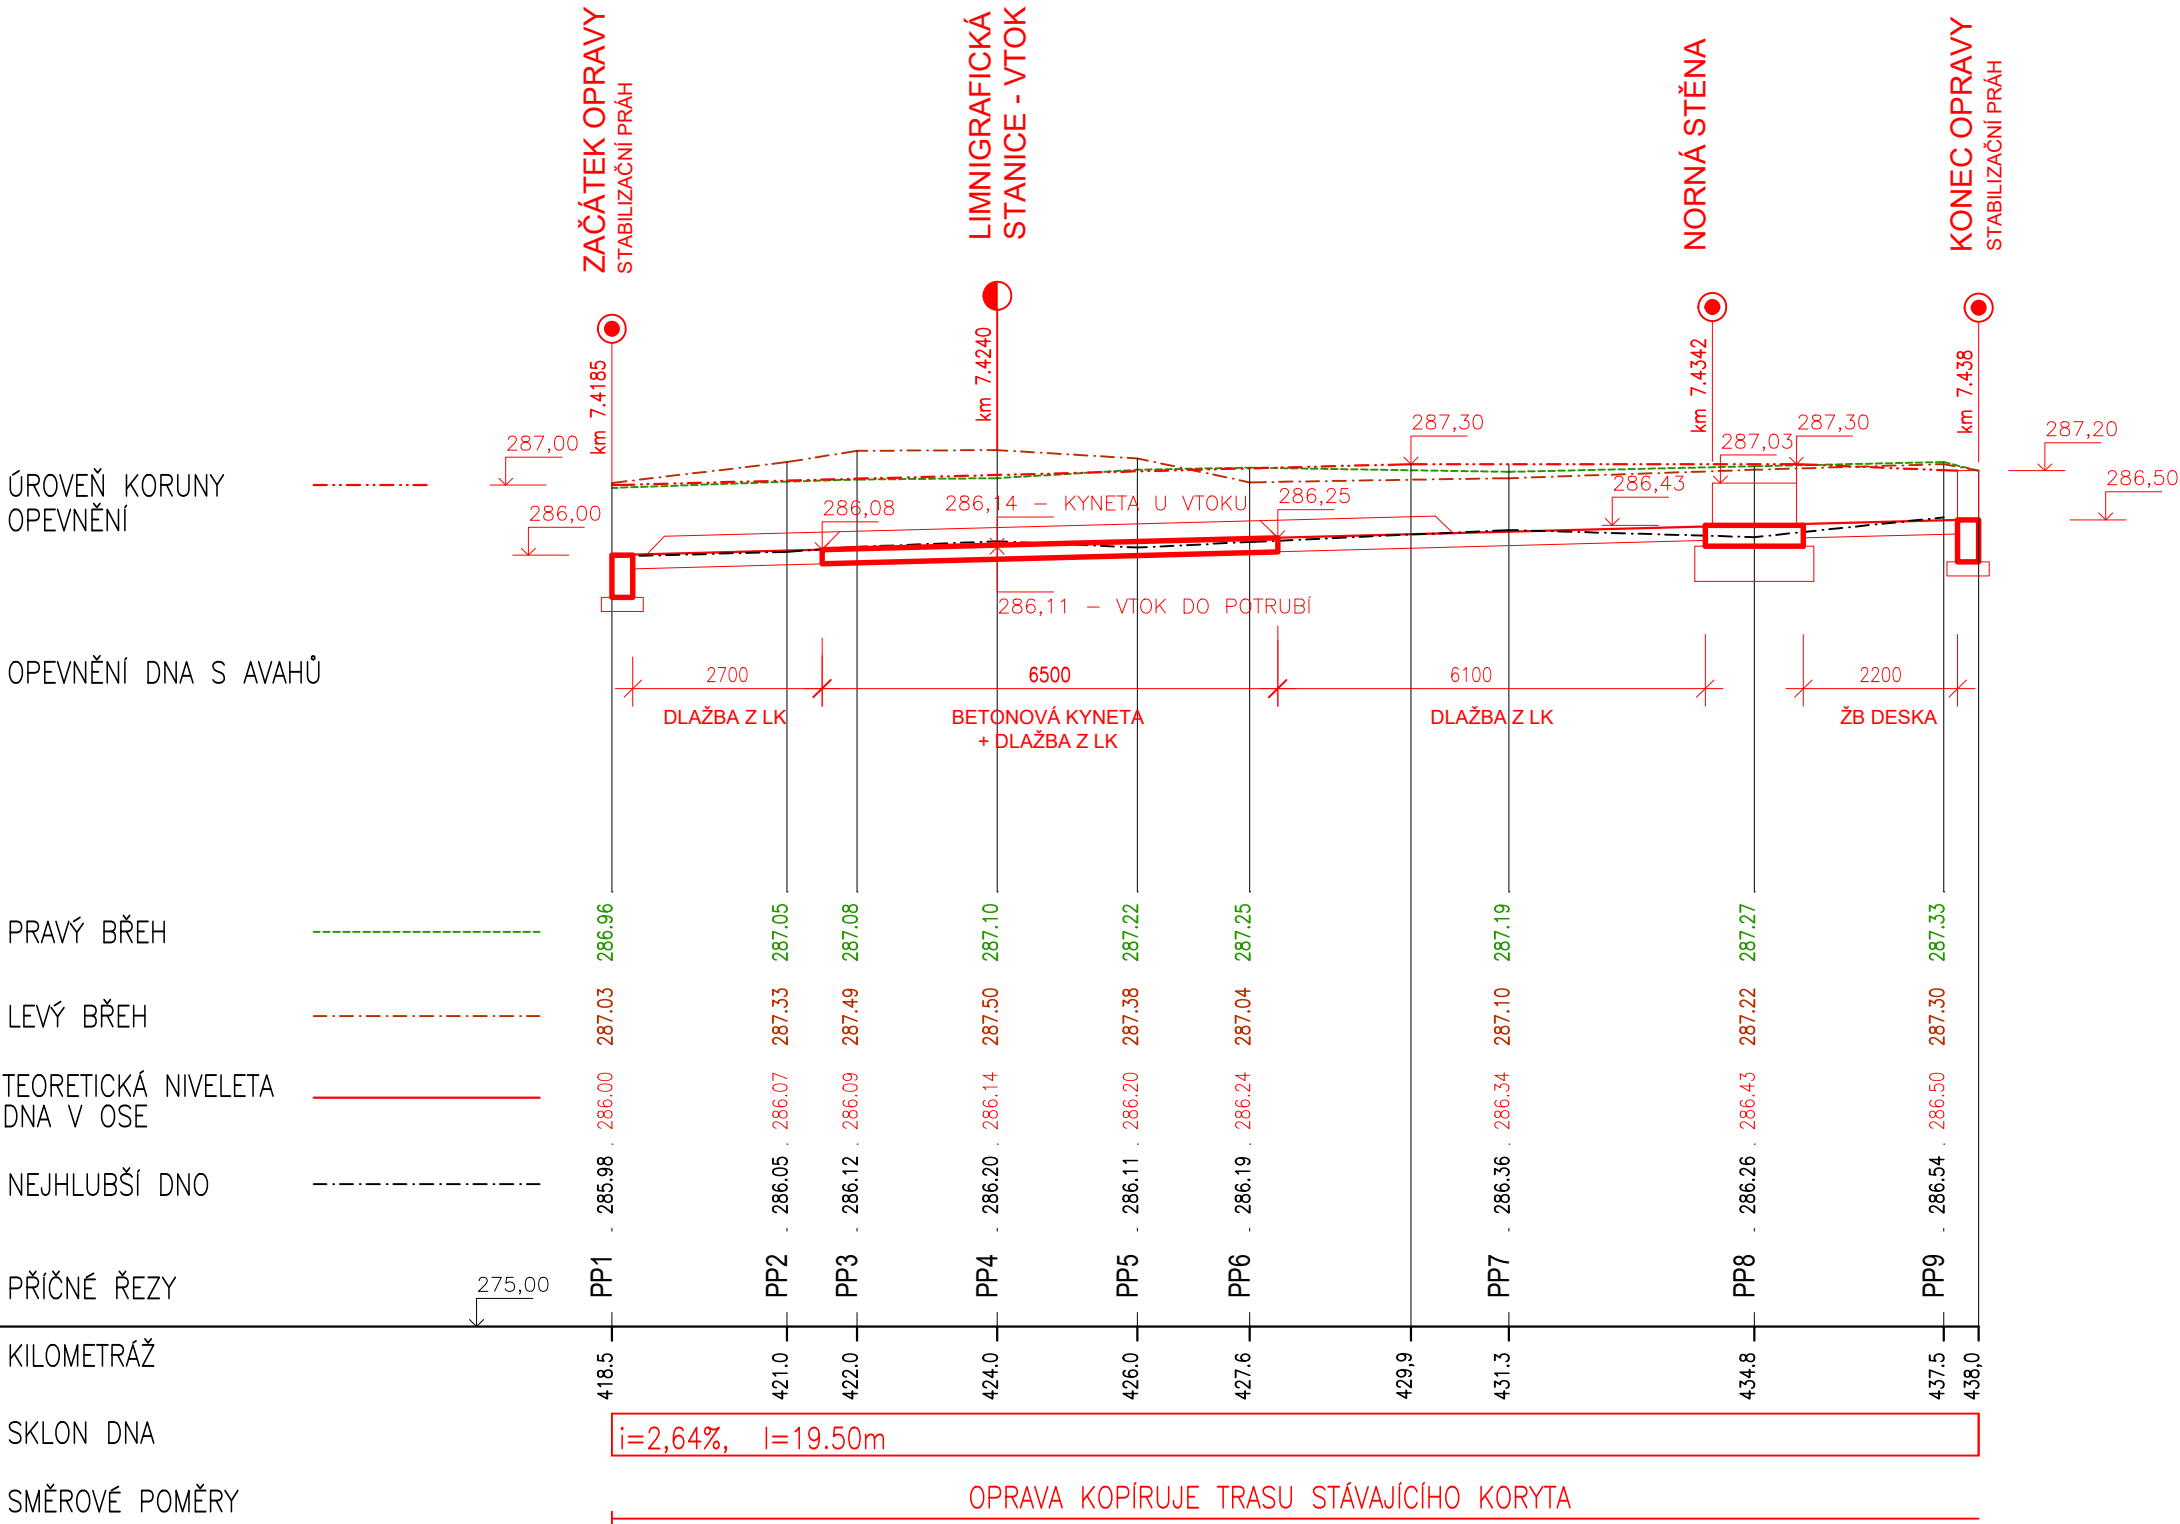 ZAČÁTEK OPRAVY
STABILIZAČNÍ PRÁH
LIMNIGRAFICKÁ
STANICE - VTOK
NORNÁ STĚNA
KONEC OPRAVY
STABILIZAČNÍ PRÁH
km 7.4185
km 7.4240
km 7.4342
km 7.438
ÚROVEŇ KORUNY
OPEVNĚNÍ
287,00
286,00
286,08
286,14 – KYNETA U VTOKU
286,25
286,11 – VTOK DO POTRUBÍ
287,30
286,43
287,03
287,30
287,20
286,50
OPEVNĚNÍ DNA S AVAHŮ
2700
6500
6100
2200
DLAŽBA Z LK
BETONOVÁ KYNETA
+ DLAŽBA Z LK
DLAŽBA Z LK
ŽB DESKA
PRAVÝ BŘEH
286.96 287.05 287.08 287.10 287.22 287.25 287.19 287.27 287.33
LEVÝ BŘEH
287.03 287.33 287.49 287.50 287.38 287.04 287.10 287.22 287.30
TEORETICKÁ NIVELETA
DNA V OSE
286.00 286.07 286.09 286.14 286.20 286.24 286.34 286.43 286.50
NEJHLUBŠÍ DNO
285.98 286.05 286.12 286.20 286.11 286.19 286.36 286.26 286.54
PŘÍČNÉ ŘEZY
275,00
PP1 PP2 PP3 PP4 PP5 PP6 PP7 PP8 PP9
KILOMETRÁŽ
418.5 421.0 422.0 424.0 426.0 427.6 429,9 431.3 434.8 437.5 438,0
SKLON DNA
i=2,64%, l=19.50m
SMĚROVÉ POMĚRY
OPRAVA KOPÍRUJE TRASU STÁVAJÍCÍHO KORYTA